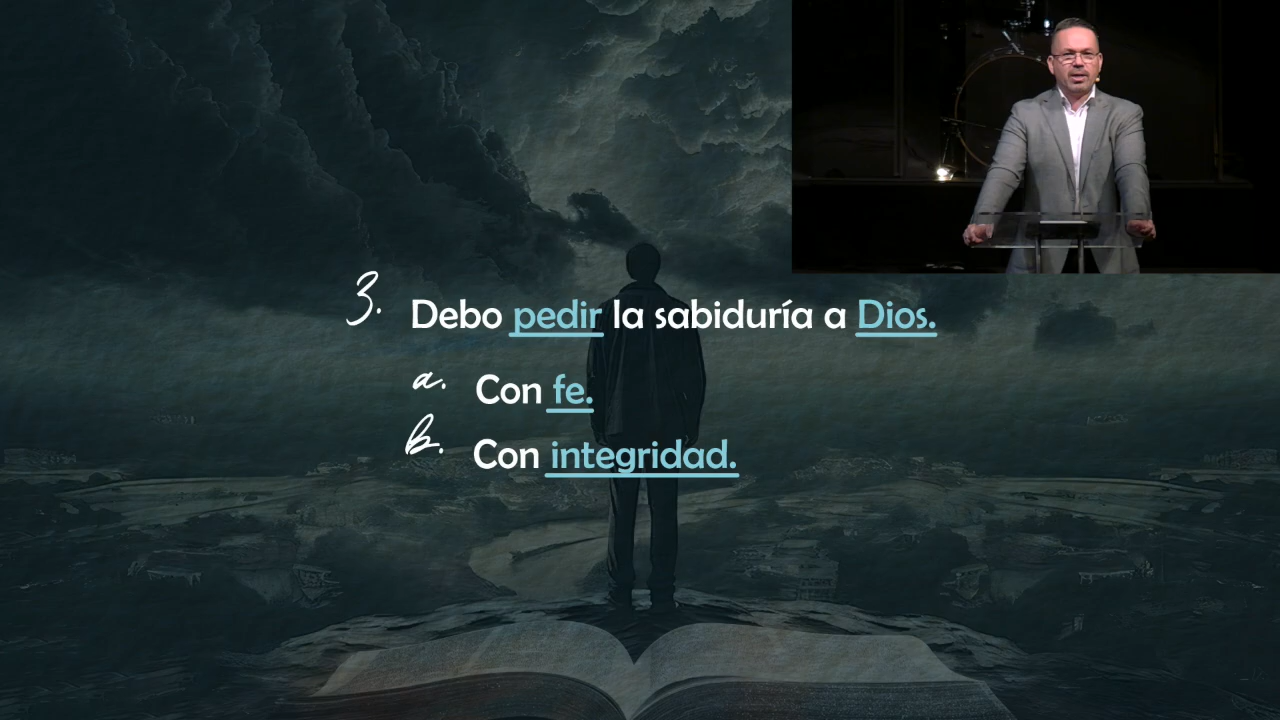 3. Debo pedir la sabiduría a Dios.
a. Con fe.
b. Con integridad.